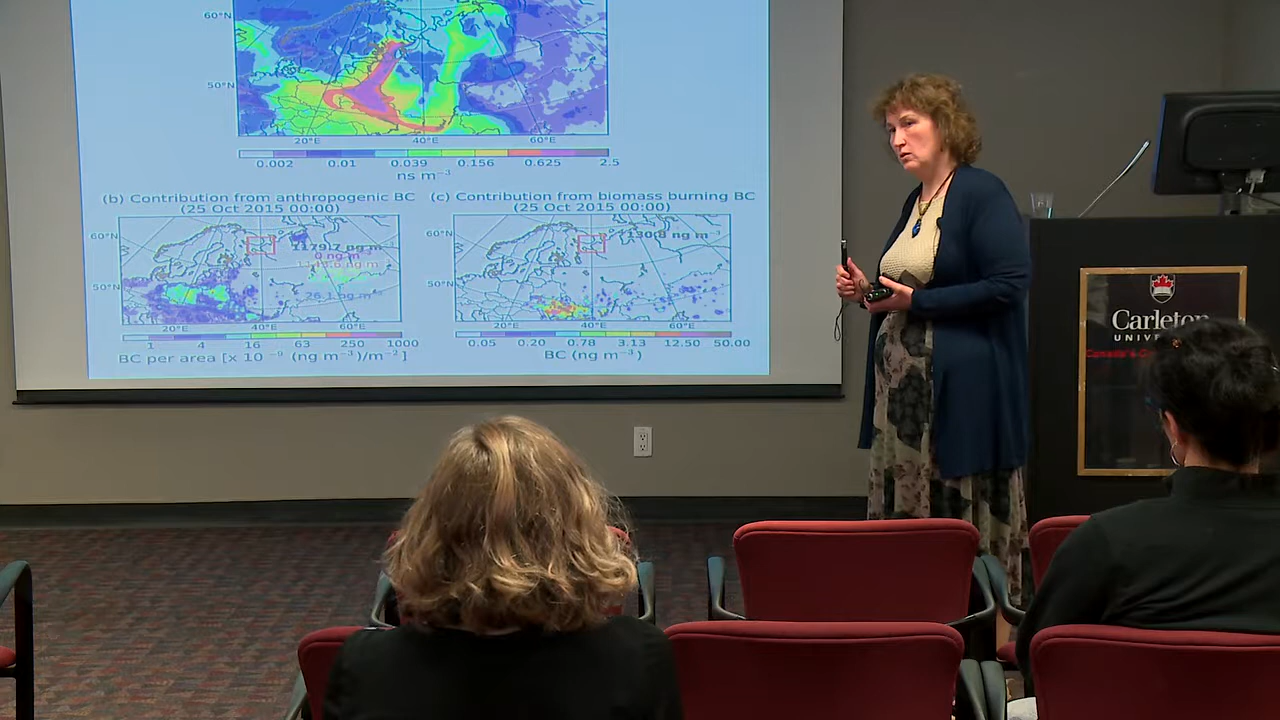 60°N
50°N
20°E 40°E 60°E
0.002 0.01 0.039 0.156 0.625 2.5
ns m⁻³
(b) Contribution from anthropogenic BC
(25 Oct 2015 00:00)
(c) Contribution from biomass burning BC
(25 Oct 2015 00:00)
60°N
50°N
20°E 40°E 60°E
1 4 16 63 250 1000
BC per area [x 10⁻⁹ (ng m⁻³)/m⁻²]
60°N
50°N
20°E 40°E 60°E
0.05 0.20 0.78 3.13 12.50 50.00
BC (ng m⁻³)
Carleton
UNIVE
Canada's